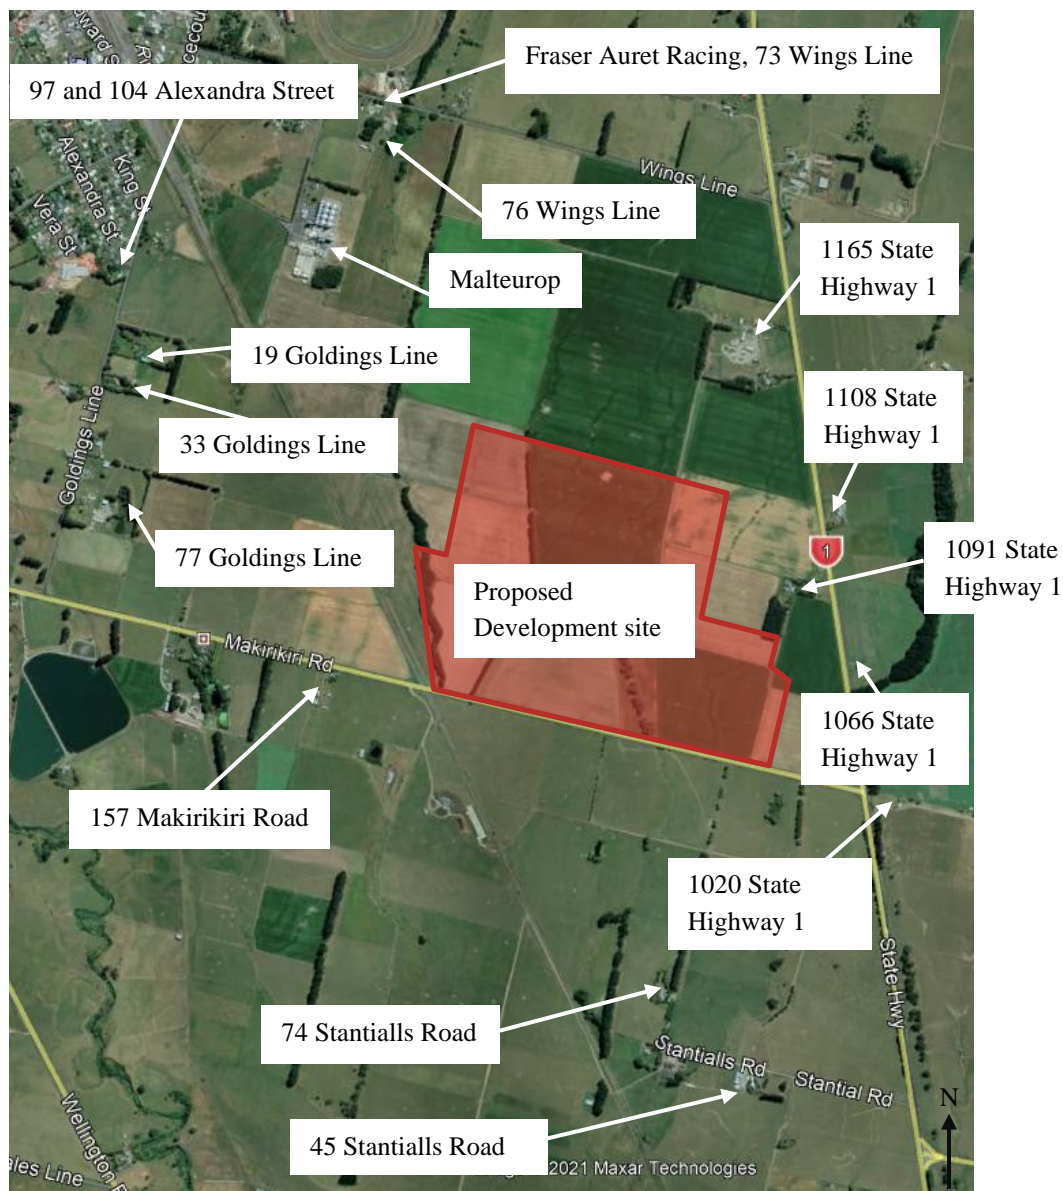 Fraser Auret Racing, 73 Wings Line
97 and 104 Alexandra Street
King St
Alexandra St
Vera St
Wings Line
76 Wings Line
1165 State
Highway 1
Malteurop
19 Goldings Line
1108 State
Highway 1
33 Goldings Line
Goldings Line
77 Goldings Line
1
1091 State
Highway 1
Proposed
Development site
Makirikiri Rd
1066 State
Highway 1
157 Makirikiri Road
1020 State
Highway 1
State Hwy
74 Stantialls Road
Stantialls Rd
Stantial Rd
N
45 Stantialls Road
Wellington
ales Line
2021 Maxar Technologies